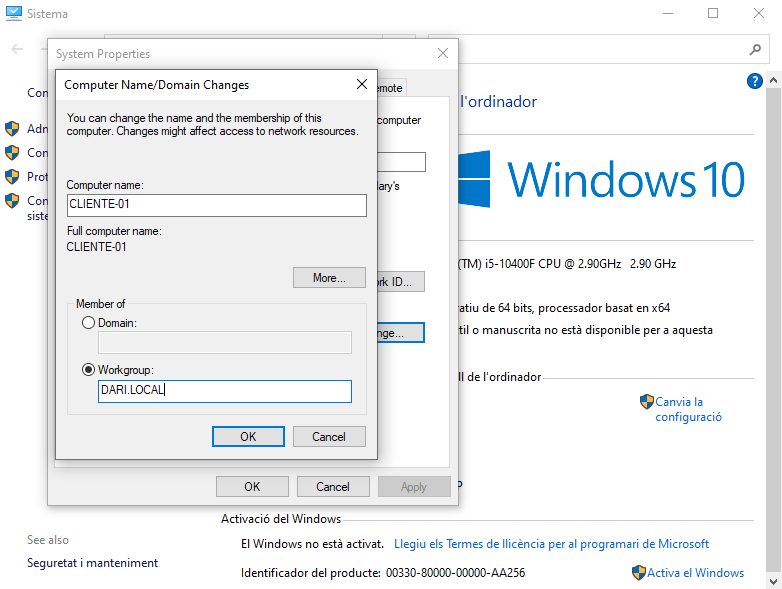 Sistema
System Properties
Computer Name/Domain Changes
emote
You can change the name and the membership of this
computer. Changes might affect access to network resources.
computer
lary's
Computer name:
CLIENTE-01
Full computer name:
CLIENTE-01
More...
rk ID...
Member of
Domain:
nge...
Workgroup:
DARI.LOCAL
OK
Cancel
OK
Cancel
Apply
Con
Adn
Con
Prot
Con
siste
l'ordinador
Windows 10
(TM) i5-10400F CPU @ 2.90GHz 2.90 GHz
ratiu de 64 bits, processador basat en x64
til o manuscrita no està disponible per a aquesta
ll de l'ordinador
Canvia la
configuració
Activació del Windows
El Windows no està activat. Llegiu els Termes de llicència per al programari de Microsoft
Identificador del producte: 00330-80000-00000-AA256
Activa el Windows
See also
Seguretat i manteniment